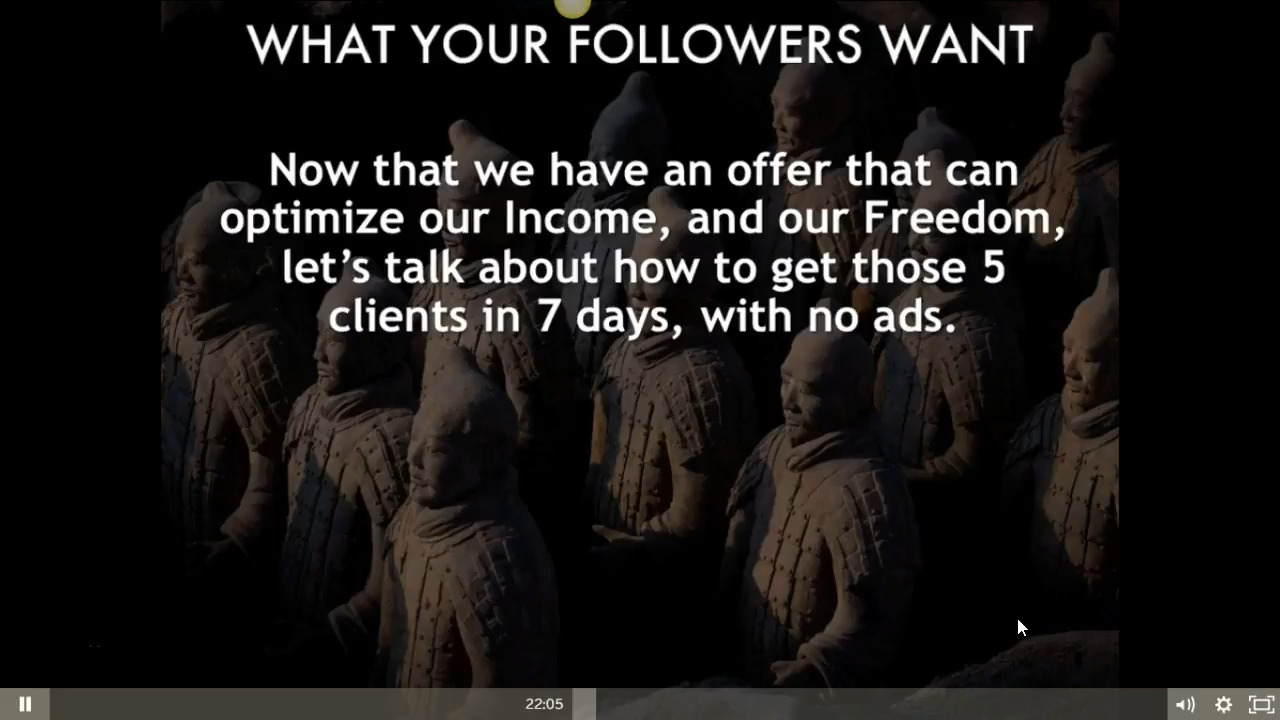 WHAT YOUR FOLLOWERS WANT
Now that we have an offer that can
optimize our Income, and our Freedom,
let’s talk about how to get those 5
clients in 7 days, with no ads.
22:05